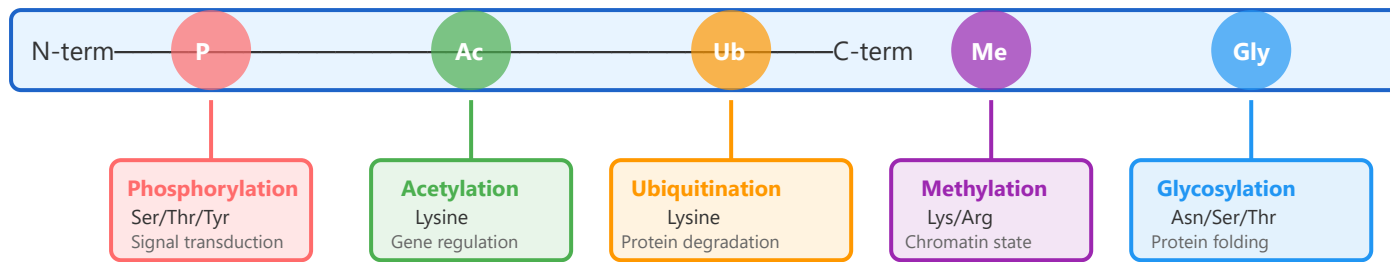 N-term—P—Ac—Ub—C-term Me Gly
Phosphorylation
Ser/Thr/Tyr
Signal transduction
Acetylation
Lysine
Gene regulation
Ubiquitination
Lysine
Protein degradation
Methylation
Lys/Arg
Chromatin state
Glycosylation
Asn/Ser/Thr
Protein folding